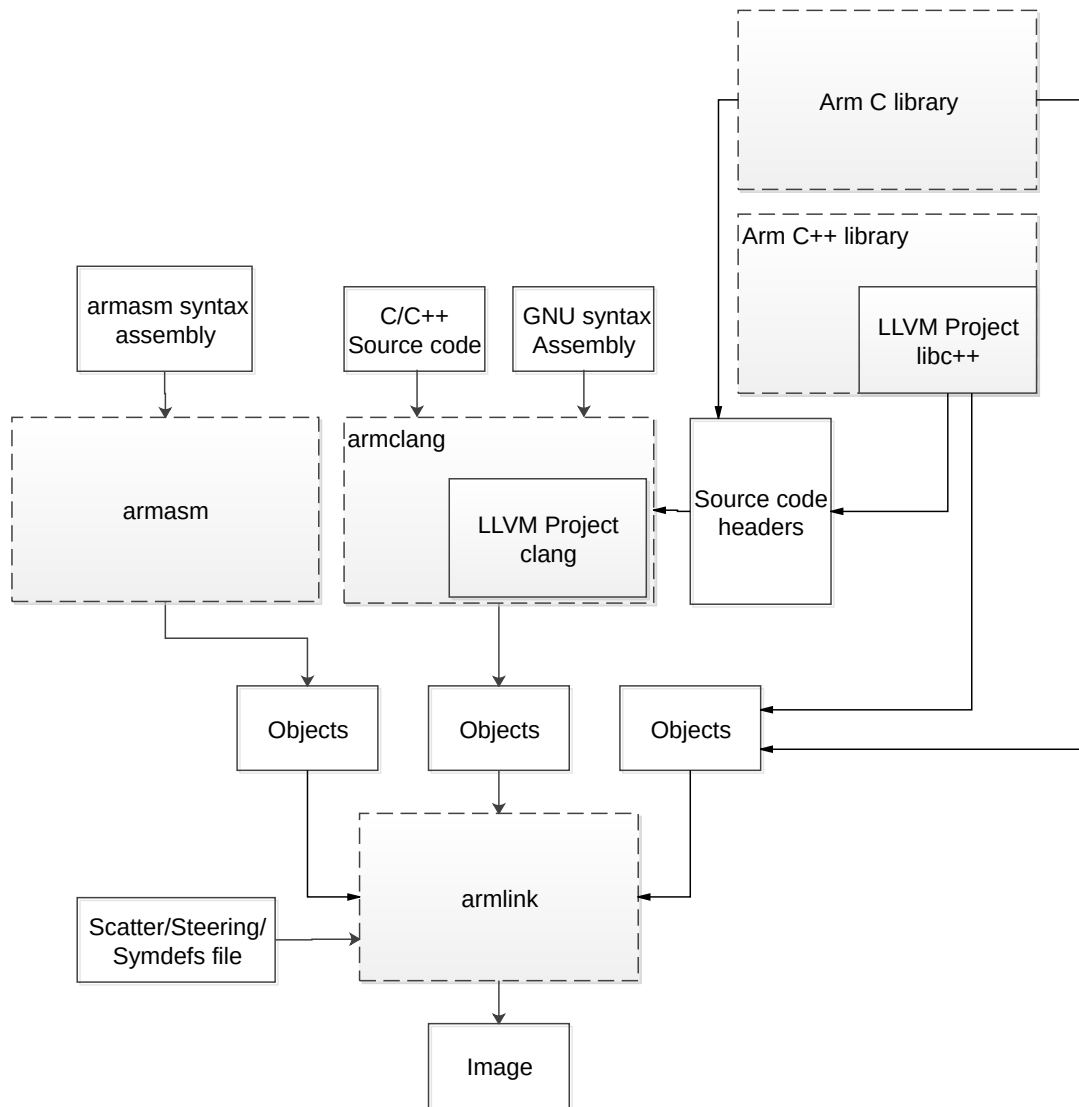 Arm C library
Arm C++ library
LLVM Project
libc++
armasm syntax
assembly
C/C++
Source code
GNU syntax
Assembly
armasm
armclang
LLVM Project
clang
Source code
headers
Objects
Objects
Objects
armlink
Scatter/Steering/
Symdefs file
Image